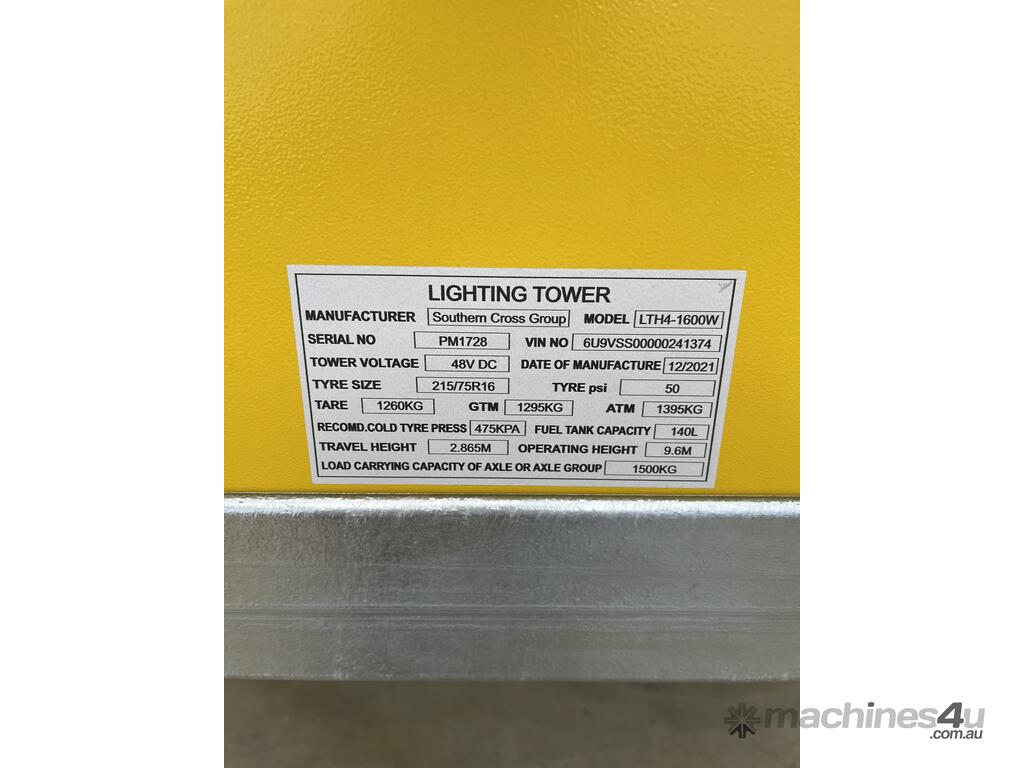 LIGHTING TOWER
MANUFACTURER Southern Cross Group MODEL LTH4-1600W
SERIAL NO PM1728 VIN NO 6U9VSS00000241374
TOWER VOLTAGE 48V DC DATE OF MANUFACTURE 12/2021
TYRE SIZE 215/75R16 TYRE psi 50
TARE 1260KG GTM 1295KG ATM 1395KG
RECOMD.COLD TYRE PRESS 475KPA FUEL TANK CAPACITY 140L
TRAVEL HEIGHT 2.865M OPERATING HEIGHT 9.6M
LOAD CARRYING CAPACITY OF AXLE OR AXLE GROUP 1500KG
machines4u
.com.au